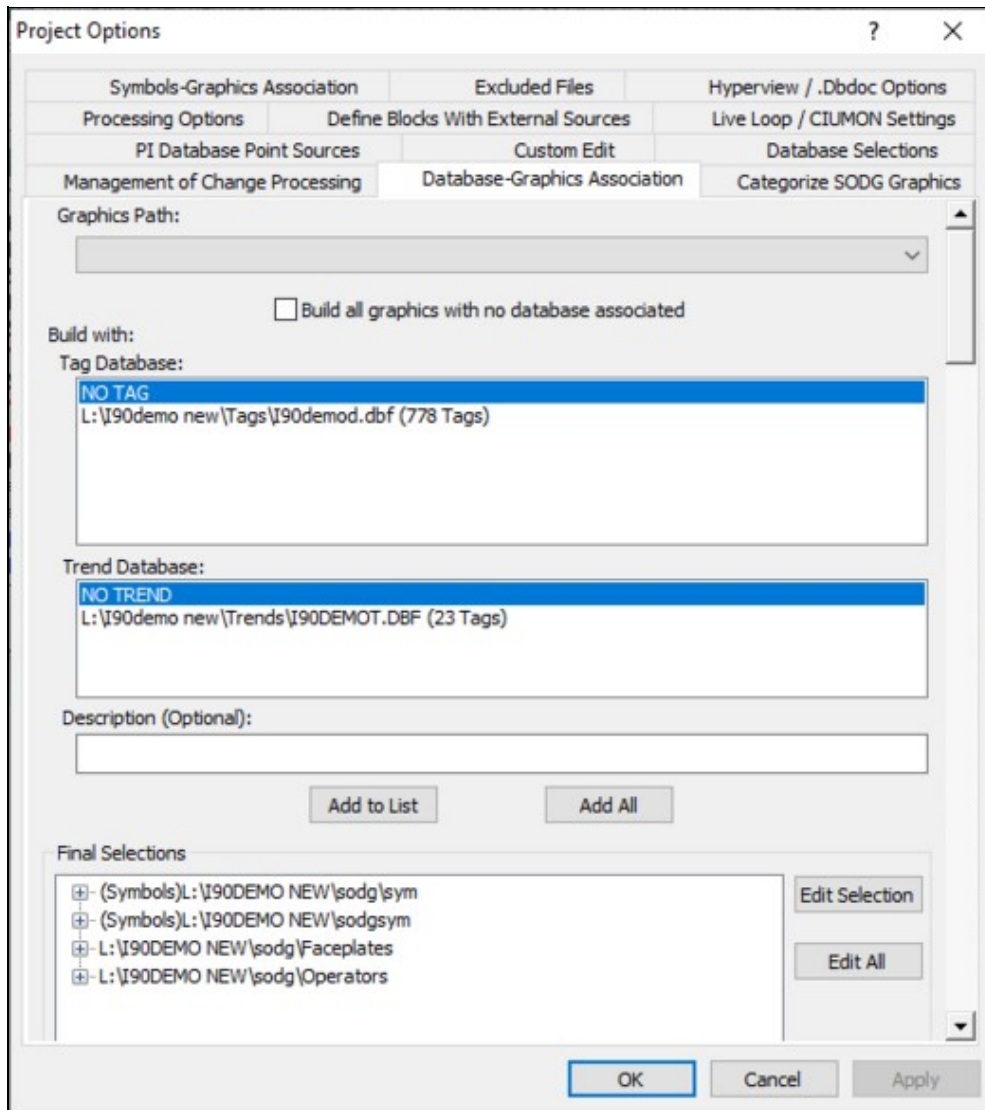 Project Options ?
Symbols-Graphics Association Excluded Files Hyperview / .Dbdoc Options
Processing Options Define Blocks With External Sources Live Loop / CIUMON Settings
PI Database Point Sources Custom Edit Database Selections
Management of Change Processing Database-Graphics Association Categorize SODG Graphics
Graphics Path:
Build all graphics with no database associated
Build with:
Tag Database:
NO TAG
L:\I90demo new\Tags\I90demod.dbf (778 Tags)
Trend Database:
NO TREND
L:\I90demo new\Trends\I90DEMOT.DBF (23 Tags)
Description (Optional):
Add to List Add All
Final Selections
(Symbols)L:\I90DEMO NEW\sodg\sym
(Symbols)L:\I90DEMO NEW\sodgsym
L:\I90DEMO NEW\sodg\Faceplates
L:\I90DEMO NEW\sodg\Operators
Edit Selection
Edit All
OK Cancel Apply